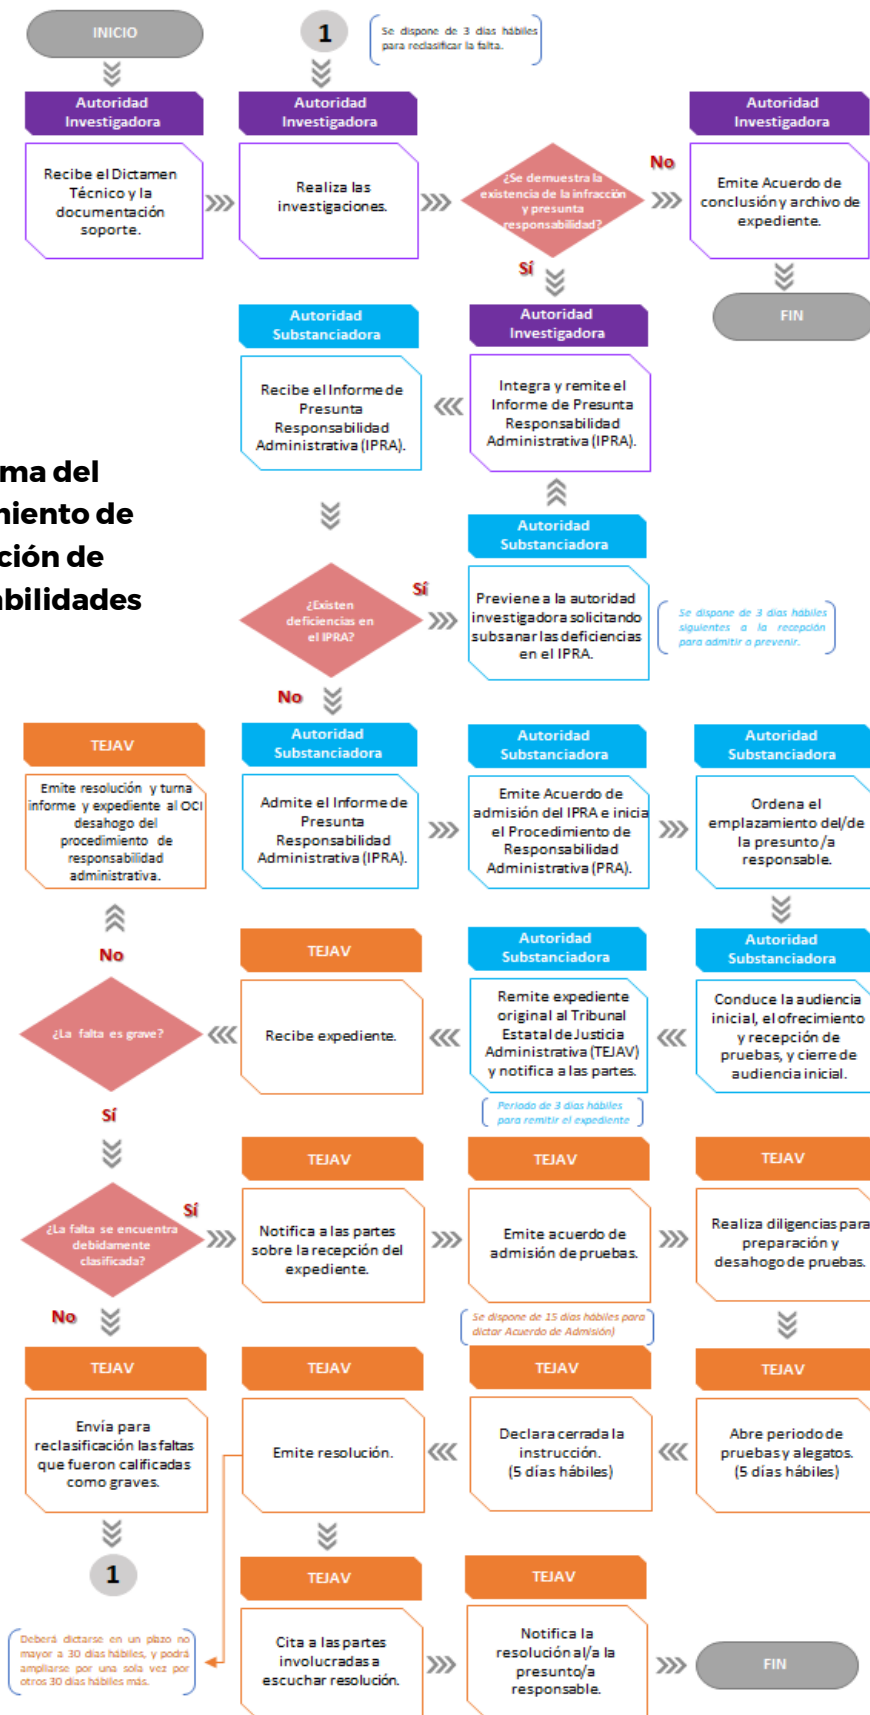 INICIO
1
Se dispone de 3 días hábiles
para reclasificar la falta.
Autoridad
Investigadora
Recibe el Dictamen
Técnico y la
documentación
soporte.
Autoridad
Investigadora
Realiza las
investigaciones.
¿Se demuestra la
existencia de la infracción
y presunta
responsabilidad?
No
Autoridad
Investigadora
Emite Acuerdo de
conclusión y archivo de
expediente.
Sí
FIN
Autoridad
Substanciadora
Recibe el Informe de
Presunta
Responsabilidad
Administrativa (IPRA).
Autoridad
Investigadora
Integra y remite el
Informe de Presunta
Responsabilidad
Administrativa (IPRA).
ma del
miento de
ción de
abilidades
¿Existen
deficiencias en
el IPRA?
Sí
Autoridad
Substanciadora
Previene a la autoridad
investigadora solicitando
subsanar las deficiencias
en el IPRA.
Se dispone de 3 días hábiles
siguientes a la recepción
para admitir o prevenir.
No
TEJAV
Emite resolución y turna
informe y expediente al OCI
desahogo del
procedimiento de
responsabilidad
administrativa.
Autoridad
Substanciadora
Admite el Informe de
Presunta
Responsabilidad
Administrativa (IPRA).
Autoridad
Substanciadora
Emite Acuerdo de
admisión del IPRA e inicia
el Procedimiento de
Responsabilidad
Administrativa (PRA).
Autoridad
Substanciadora
Ordena el
emplazamiento del/de
la presunto/a
responsable.
No
¿La falta es grave?
TEJAV
Recibe expediente.
Autoridad
Substanciadora
Remite expediente
original al Tribunal
Estatal de Justicia
Administrativa (TEJAV)
y notifica a las partes.
Periodo de 3 días hábiles
para remitir el expediente
Autoridad
Substanciadora
Conduce la audiencia
inicial, el ofrecimiento
y recepción de
pruebas, y cierre de
audiencia inicial.
Sí
¿La falta se encuentra
debidamente
clasificada?
Sí
TEJAV
Notifica a las partes
sobre la recepción del
expediente.
TEJAV
Emite acuerdo de
admisión de pruebas.
Se dispone de 15 días hábiles para
dictar Acuerdo de Admisión)
TEJAV
Realiza diligencias para
preparación y
desahogo de pruebas.
No
TEJAV
Envía para
reclasificación las faltas
que fueron calificadas
como graves.
TEJAV
Emite resolución.
TEJAV
Declara cerrada la
instrucción.
(5 días hábiles)
TEJAV
Abre periodo de
pruebas y alegatos.
(5 días hábiles)
1
Deberá dictarse en un plazo no
mayor a 30 días hábiles, y podrá
ampliarse por una sola vez por
otros 30 días hábiles más.
TEJAV
Cita a las partes
involucradas a
escuchar resolución.
TEJAV
Notifica la
resolución al/a la
presunto/a
responsable.
FIN